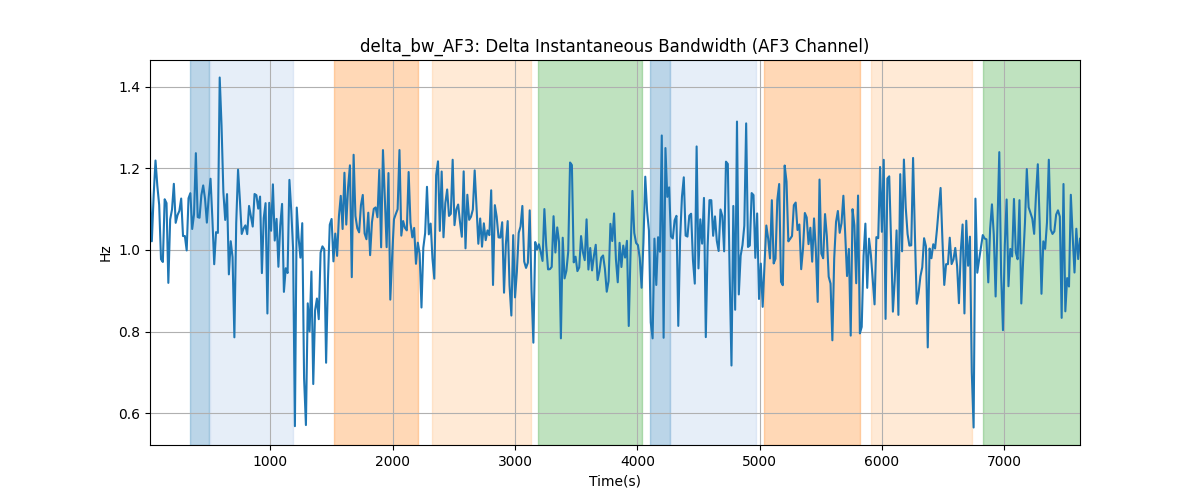 delta_bw_AF3: Delta Instantaneous Bandwidth (AF3 Channel)
1.4
1.2
1.0
0.8
0.6
Hz
1000 2000 3000 4000 5000 6000 7000
Time(s)